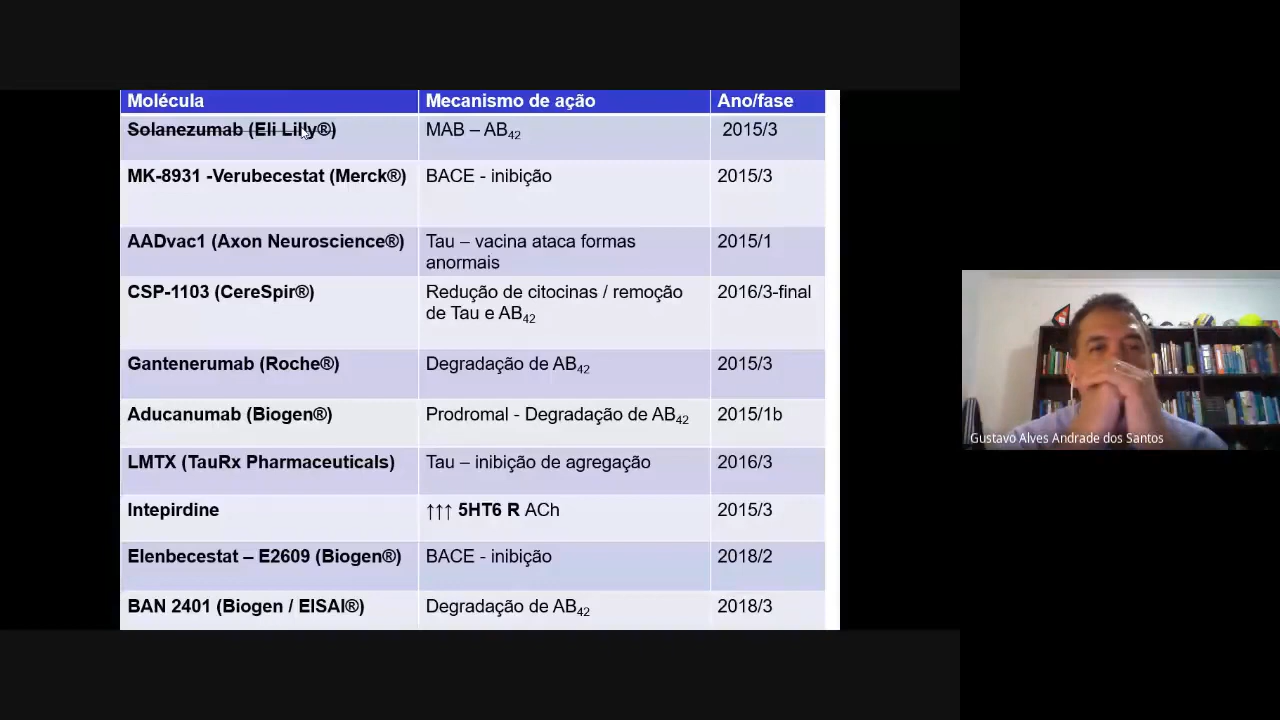 Molécula Mecanismo de ação Ano/fase
Solanezumab (Eli Lilly®) MAB – AB42 2015/3
MK-8931 -Verubecestat (Merck®) BACE - inibição 2015/3
AADvac1 (Axon Neuroscience®) Tau – vacina ataca formas 2015/1
anormais
CSP-1103 (CereSpir®) Redução de citocinas / remoção 2016/3-final
de Tau e AB42
Gantenerumab (Roche®) Degradação de AB42 2015/3
Aducanumab (Biogen®) Prodromal - Degradação de AB42 2015/1b
LMTX (TauRx Pharmaceuticals) Tau – inibição de agregação 2016/3
Intepirdine ↑↑↑ 5HT6 R ACh 2015/3
Elenbecestat – E2609 (Biogen®) BACE - inibição 2018/2
BAN 2401 (Biogen / EISAI®) Degradação de AB42 2018/3
Gustavo Alves Andrade dos Santos